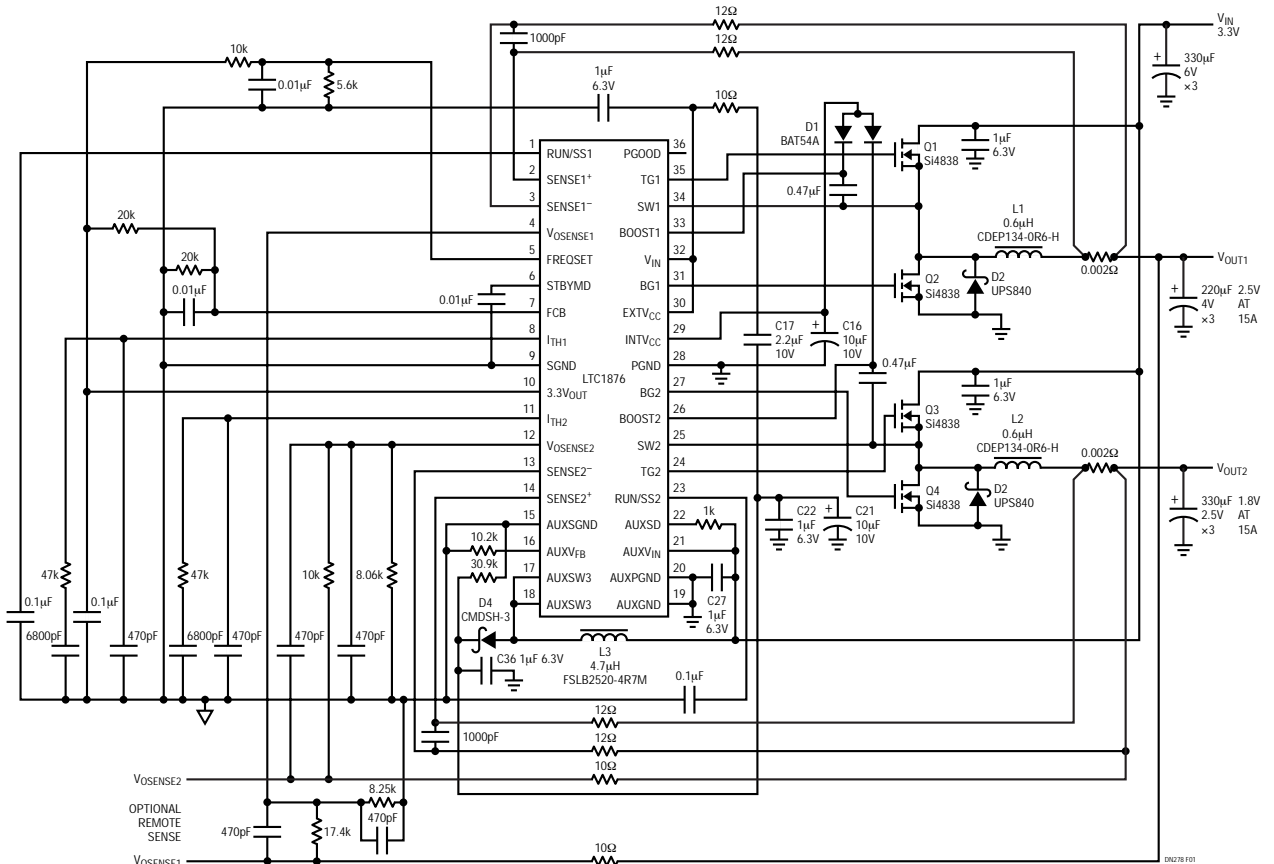 12Ω
1000pF
12Ω
V_IN
3.3V
330µF
6V
×3
+
10k
0.01µF
5.6k
1µF
6.3V
10Ω
D1
BAT54A
Q1
Si4838
1µF
6.3V
0.47µF
1 RUN/SS1
2 SENSE1⁺
3 SENSE1⁻
4 V_OSENSE1
5 FREQSET
6 STBYMD
7 FCB
8 I_TH1
9 SGND
10 3.3V_OUT
11 I_TH2
12 V_OSENSE2
13 SENSE2⁻
14 SENSE2⁺
15 AUXSGND
16 AUXV_FB
17 AUXSW3
18 AUXSW3
LTC1876
PGOOD 36
TG1 35
SW1 34
BOOST1 33
V_IN 32
BG1 31
EXTV_CC 30
INTV_CC 29
PGND 28
BG2 27
BOOST2 26
SW2 25
TG2 24
RUN/SS2 23
AUXSD 22
AUXV_IN 21
AUXPGND 20
AUXGND 19
20k
20k
0.01µF
0.01µF
L1
0.6µH
CDEP134-0R6-H
0.002Ω
V_OUT1
Q2
Si4838
D2
UPS840
+
220µF
4V
×3
2.5V
AT
15A
C17
2.2µF
10V
+
C16
10µF
10V
0.47µF
1µF
6.3V
Q3
Si4838
L2
0.6µH
CDEP134-0R6-H
0.002Ω
V_OUT2
Q4
Si4838
D2
UPS840
+
330µF
2.5V
×3
1.8V
AT
15A
C22
1µF
6.3V
+
C21
10µF
10V
1k
10.2k
30.9k
C27
1µF
6.3V
D4
CMDSH-3
C36 1µF 6.3V
L3
4.7µH
FSLB2520-4R7M
0.1µF
47k
0.1µF
6800pF
0.1µF
470pF
47k
6800pF
470pF
10k
8.06k
470pF
470pF
12Ω
1000pF
12Ω
V_OSENSE2
10Ω
OPTIONAL
REMOTE
SENSE
8.25k
470pF
470pF
17.4k
V_OSENSE1
10Ω
DN278 F01